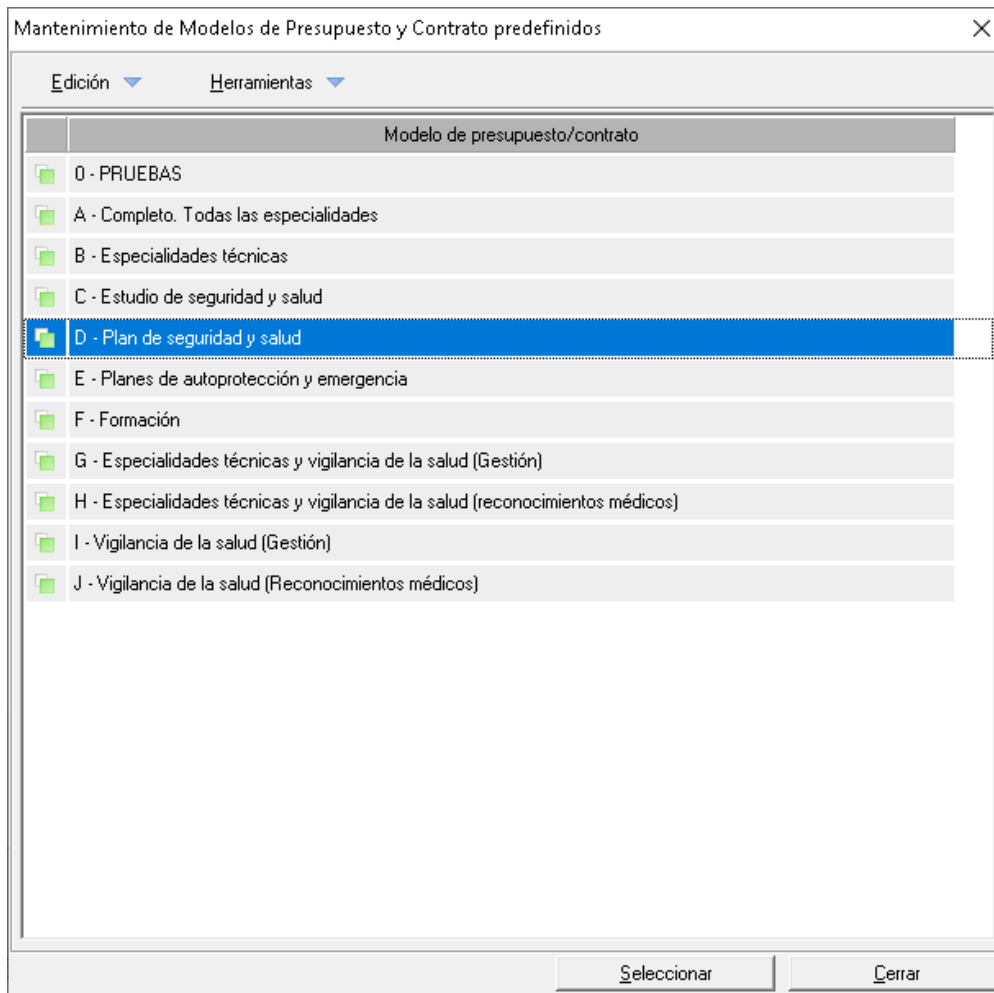 Mantenimiento de Modelos de Presupuesto y Contrato predefinidos
Edición Herramientas
Modelo de presupuesto/contrato
0 - PRUEBAS
A - Completo. Todas las especialidades
B - Especialidades técnicas
C - Estudio de seguridad y salud
D - Plan de seguridad y salud
E - Planes de autoprotección y emergencia
F - Formación
G - Especialidades técnicas y vigilancia de la salud (Gestión)
H - Especialidades técnicas y vigilancia de la salud (reconocimientos médicos)
I - Vigilancia de la salud (Gestión)
J - Vigilancia de la salud (Reconocimientos médicos)
Seleccionar Cerrar